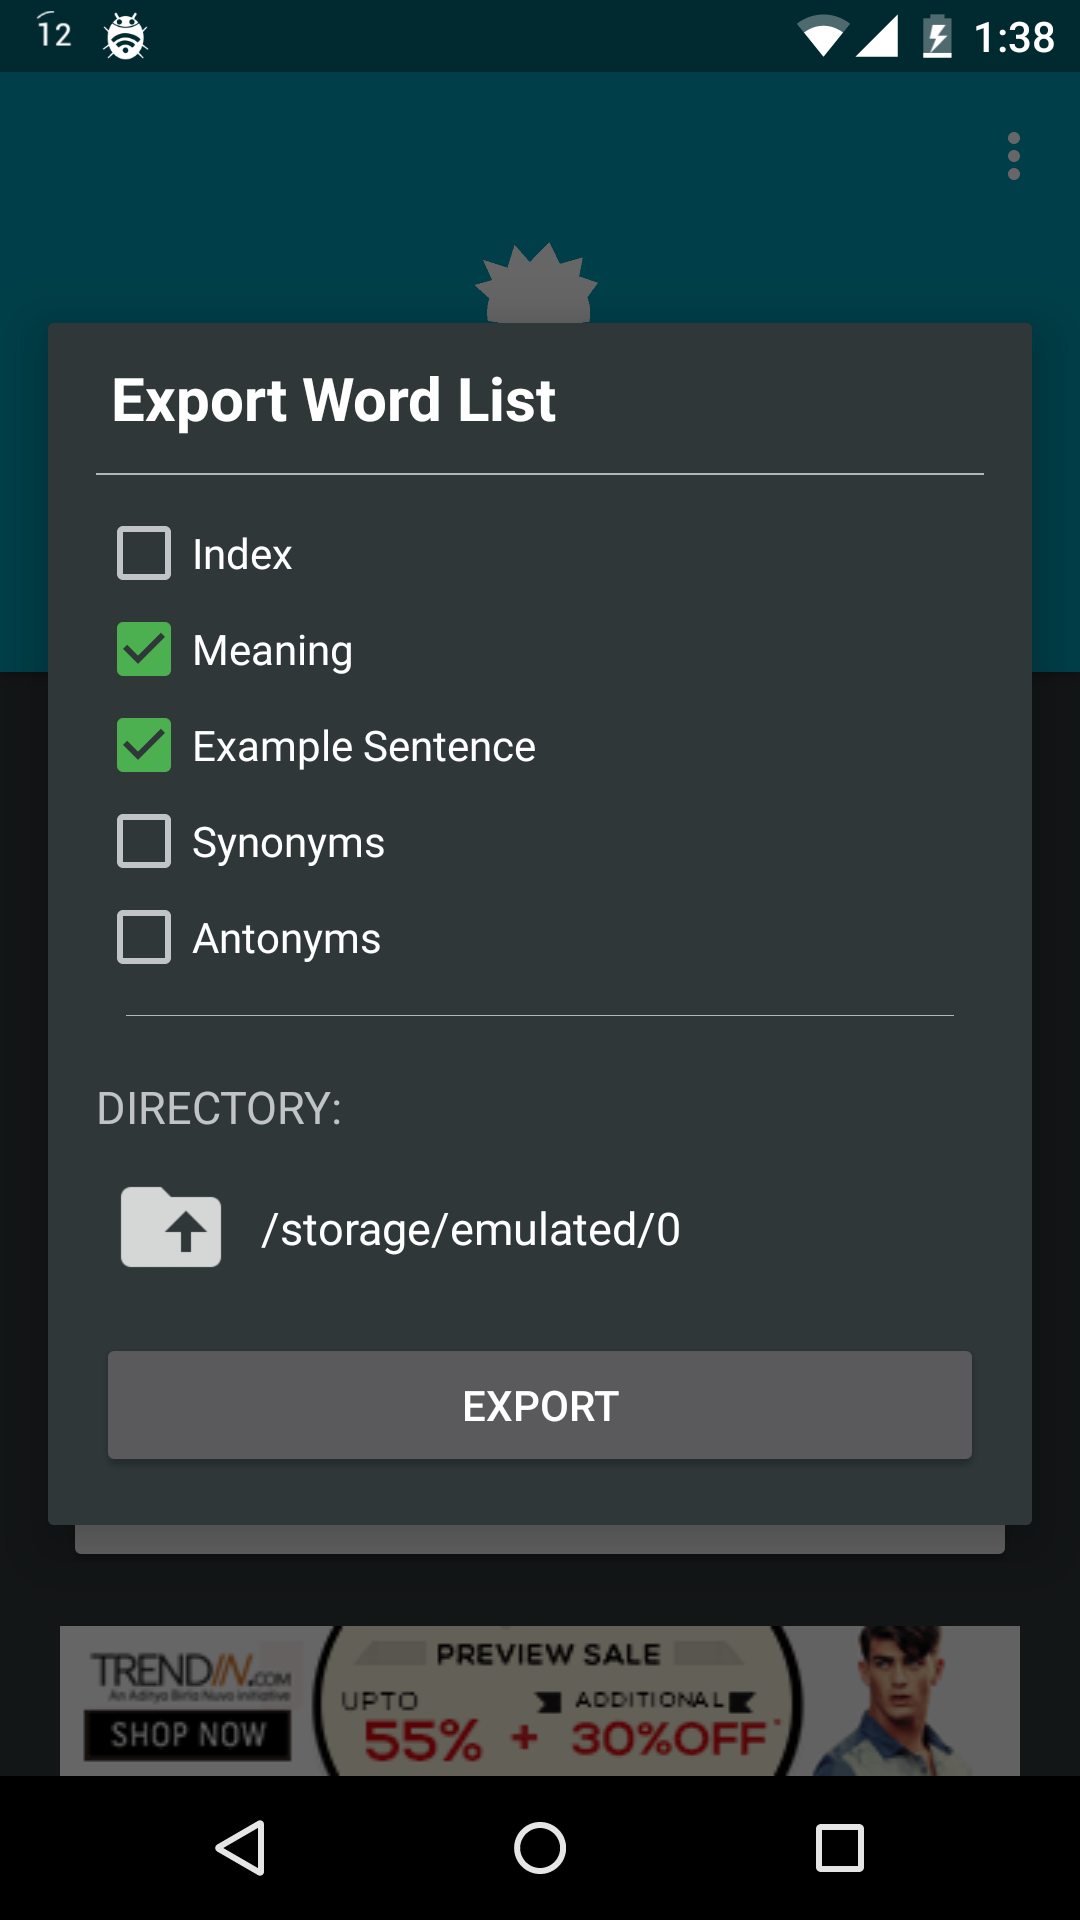 12
1:38
Export Word List
Index
Meaning
Example Sentence
Synonyms
Antonyms
DIRECTORY:
/storage/emulated/0
EXPORT
TRENDIN.COM
An Aditya Birla Nuvo Initiative
SHOP NOW
PREVIEW SALE
UPTO
55%
+
ADDITIONAL
30%OFF*